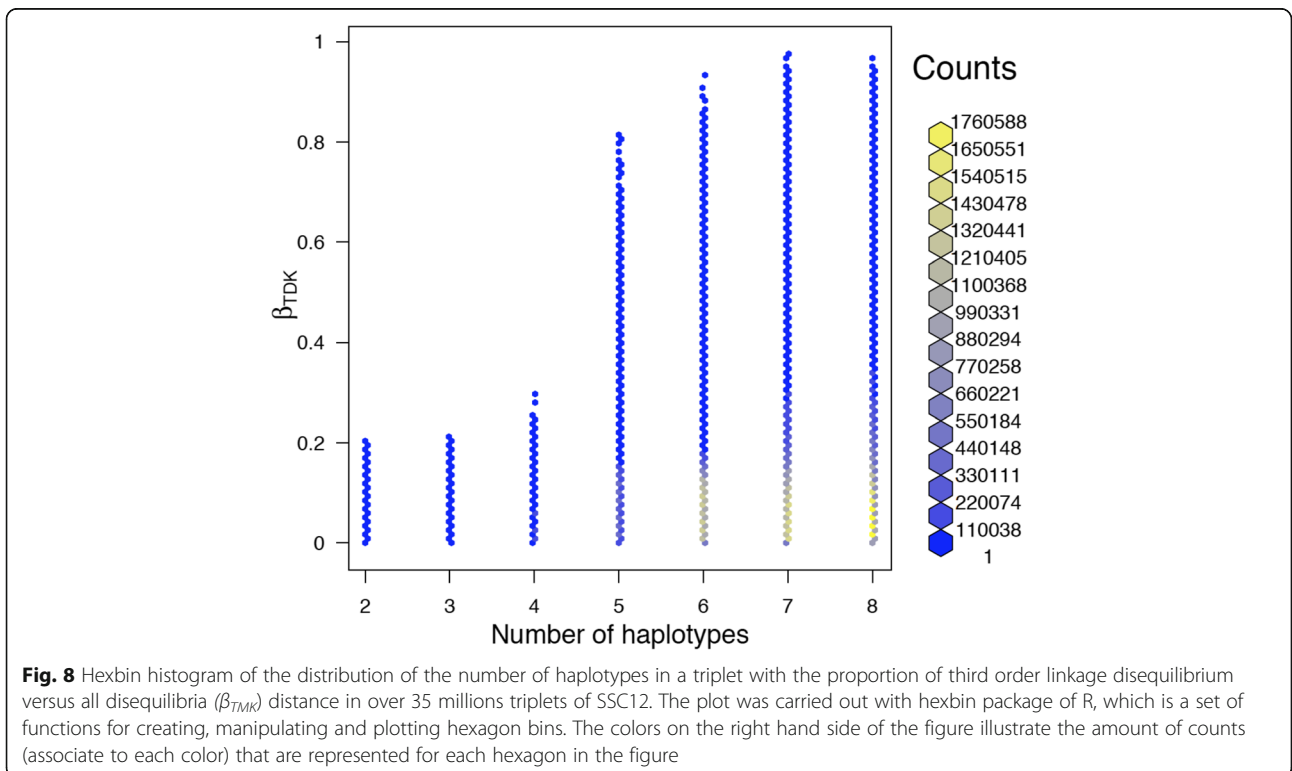 1
0.8
0.6
0.4
0.2
0
βTDK
2 3 4 5 6 7 8
Number of haplotypes
Counts
1760588
1650551
1540515
1430478
1320441
1210405
1100368
990331
880294
770258
660221
550184
440148
330111
220074
110038
1
Fig. 8 Hexbin histogram of the distribution of the number of haplotypes in a triplet with the proportion of third order linkage disequilibrium
versus all disequilibria (βTMK) distance in over 35 millions triplets of SSC12. The plot was carried out with hexbin package of R, which is a set of
functions for creating, manipulating and plotting hexagon bins. The colors on the right hand side of the figure illustrate the amount of counts
(associate to each color) that are represented for each hexagon in the figure